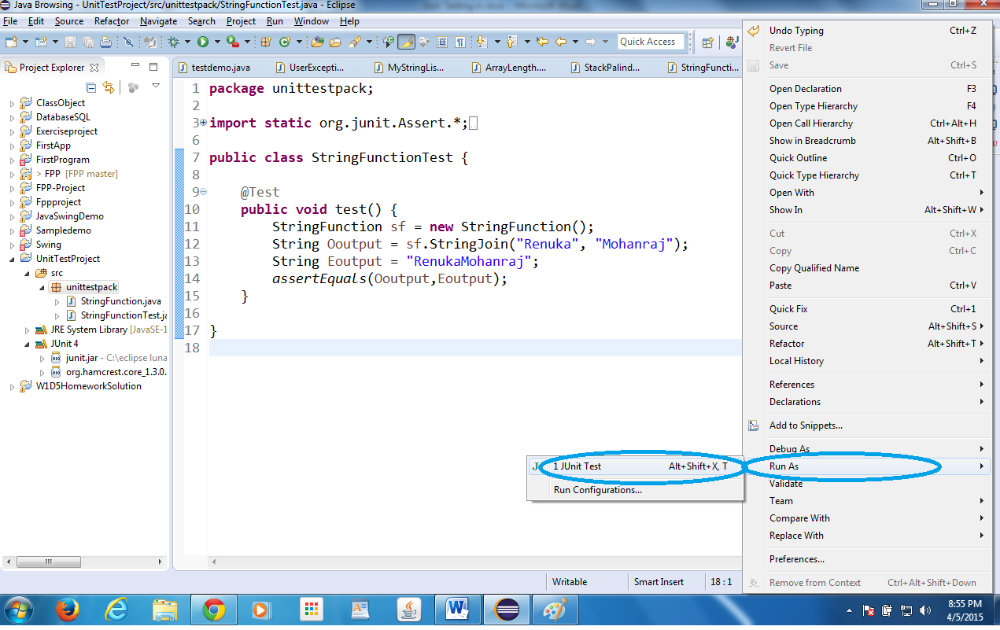 Java Browsing - UnitTestProject/src/unittestpack/StringFunctionTest.java - Eclipse
File Edit Source Refactor Navigate Search Project Run Window Help
Quick Access
Project Explorer
ClassObject
DatabaseSQL
Exerciseproject
FirstApp
FirstProgram
> FPP [FPP master]
FPP-Project
Fppproject
JavaSwingDemo
Sampledemo
Swing
UnitTestProject
src
unittestpack
StringFunction.java
StringFunctionTest.ja
JRE System Library [JavaSE-1
JUnit 4
junit.jar - C:\eclipse luna
org.hamcrest.core_1.3.0.
W1D5HomeworkSolution
testdemo.java UserExcepti... MyStringLis... ArrayLength.... StackPalind... StringFuncti...
1 package unittestpack;
2
3 import static org.junit.Assert.*;
6
7 public class StringFunctionTest {
8
9 @Test
10 public void test() {
11 StringFunction sf = new StringFunction();
12 String Ooutput = sf.StringJoin("Renuka", "Mohanraj");
13 String Eoutput = "RenukaMohanraj";
14 assertEquals(Ooutput,Eoutput);
15 }
16
17 }
18
Undo Typing Ctrl+Z
Revert File
Save Ctrl+S
Open Declaration F3
Open Type Hierarchy F4
Open Call Hierarchy Ctrl+Alt+H
Show in Breadcrumb Alt+Shift+B
Quick Outline Ctrl+O
Quick Type Hierarchy Ctrl+T
Open With
Show In Alt+Shift+W
Cut Ctrl+X
Copy Ctrl+C
Copy Qualified Name
Paste Ctrl+V
Quick Fix Ctrl+1
Source Alt+Shift+S
Refactor Alt+Shift+T
Local History
References
Declarations
Add to Snippets...
Debug As
Run As
Validate
Team
Compare With
Replace With
Preferences...
Remove from Context Ctrl+Alt+Shift+Down
1 JUnit Test Alt+Shift+X, T
Run Configurations...
Writable Smart Insert 18 : 1
8:55 PM
4/5/2015